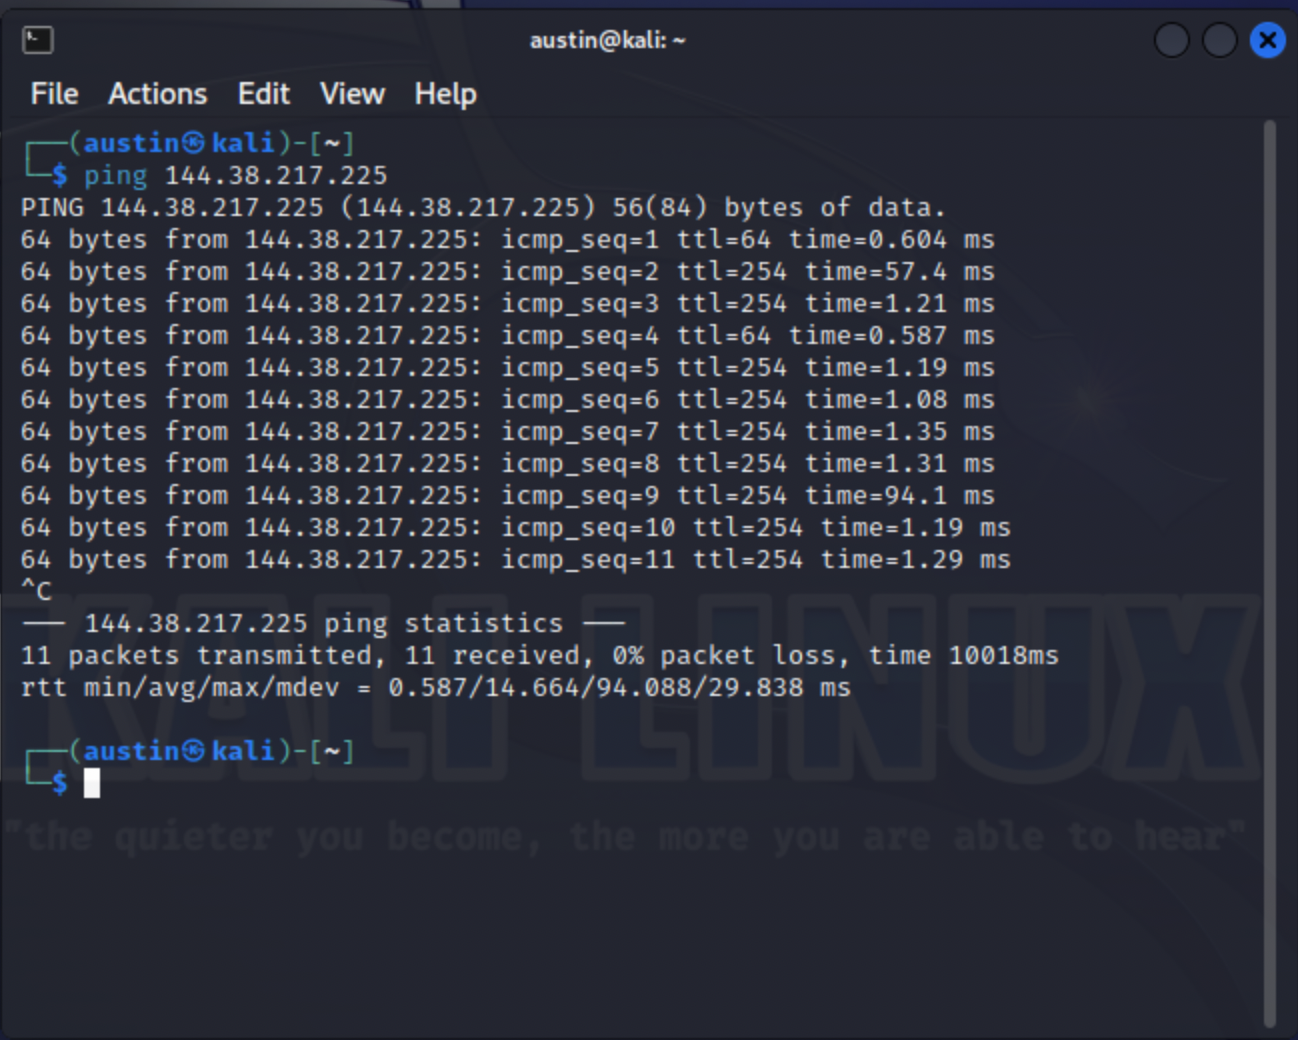 austin@kali: ~
File Actions Edit View Help
┌──(austin㉿kali)-[~]
└─$ ping 144.38.217.225
PING 144.38.217.225 (144.38.217.225) 56(84) bytes of data.
64 bytes from 144.38.217.225: icmp_seq=1 ttl=64 time=0.604 ms
64 bytes from 144.38.217.225: icmp_seq=2 ttl=254 time=57.4 ms
64 bytes from 144.38.217.225: icmp_seq=3 ttl=254 time=1.21 ms
64 bytes from 144.38.217.225: icmp_seq=4 ttl=64 time=0.587 ms
64 bytes from 144.38.217.225: icmp_seq=5 ttl=254 time=1.19 ms
64 bytes from 144.38.217.225: icmp_seq=6 ttl=254 time=1.08 ms
64 bytes from 144.38.217.225: icmp_seq=7 ttl=254 time=1.35 ms
64 bytes from 144.38.217.225: icmp_seq=8 ttl=254 time=1.31 ms
64 bytes from 144.38.217.225: icmp_seq=9 ttl=254 time=94.1 ms
64 bytes from 144.38.217.225: icmp_seq=10 ttl=254 time=1.19 ms
64 bytes from 144.38.217.225: icmp_seq=11 ttl=254 time=1.29 ms
^C
─── 144.38.217.225 ping statistics ───
11 packets transmitted, 11 received, 0% packet loss, time 10018ms
rtt min/avg/max/mdev = 0.587/14.664/94.088/29.838 ms
KALI LINUX
┌──(austin㉿kali)-[~]
└─$
"the quieter you become, the more you are able to hear"